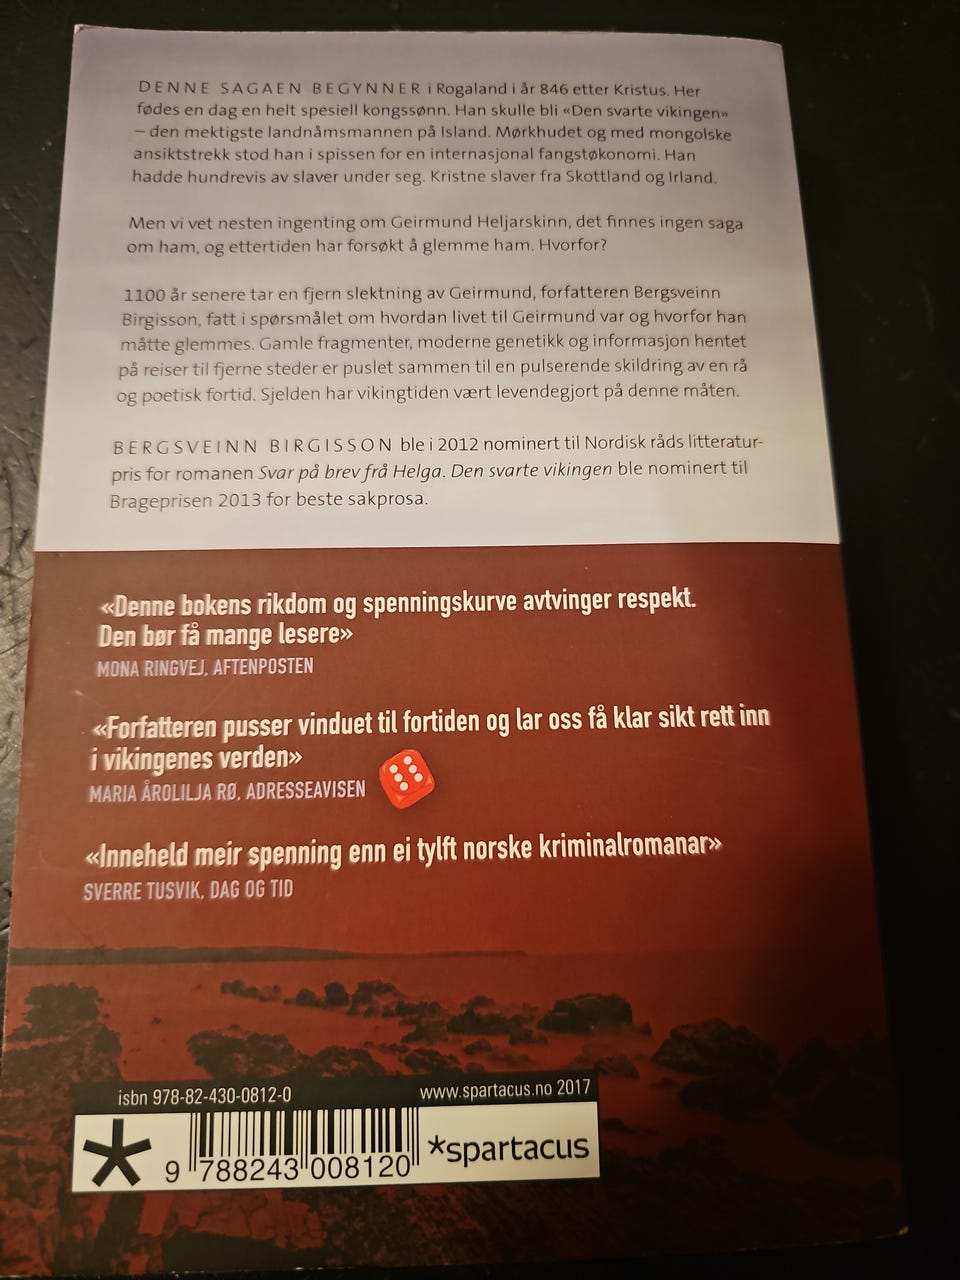 DENNE SAGAEN BEGYNNER i Rogaland i år 846 etter Kristus. Her
fødes en dag en helt spesiell kongssønn. Han skulle bli «Den svarte vikingen»
– den mektigste landnåmsmannen på Island. Mørkhudet og med mongolske
ansiktstrekk stod han i spissen for en internasjonal fangstøkonomi. Han
hadde hundrevis av slaver under seg. Kristne slaver fra Skottland og Irland.
Men vi vet nesten ingenting om Geirmund Heljarskinn, det finnes ingen saga
om ham, og ettertiden har forsøkt å glemme ham. Hvorfor?
1100 år senere tar en fjern slektning av Geirmund, forfatteren Bergsveinn
Birgisson, fatt i spørsmålet om hvordan livet til Geirmund var og hvorfor han
måtte glemmes. Gamle fragmenter, moderne genetikk og informasjon hentet
på reiser til fjerne steder er puslet sammen til en pulserende skildring av en rå
og poetisk fortid. Sjelden har vikingtiden vært levendegjort på denne måten.
BERGSVEINN BIRGISSON ble i 2012 nominert til Nordisk råds litteratur-
pris for romanen Svar på brev frå Helga. Den svarte vikingen ble nominert til
Brageprisen 2013 for beste sakprosa.
«Denne bokens rikdom og spenningskurve avtvinger respekt.
Den bør få mange lesere»
MONA RINGVEJ, AFTENPOSTEN
«Forfatteren pusser vinduet til fortiden og lar oss få klar sikt rett inn
i vikingenes verden»
MARIA ÅROLILJA RØ, ADRESSEAVISEN
«Inneheld meir spenning enn ei tylft norske kriminalromanar»
SVERRE TUSVIK, DAG OG TID
isbn 978-82-430-0812-0 www.spartacus.no 2017
*spartacus
9 788243 008120